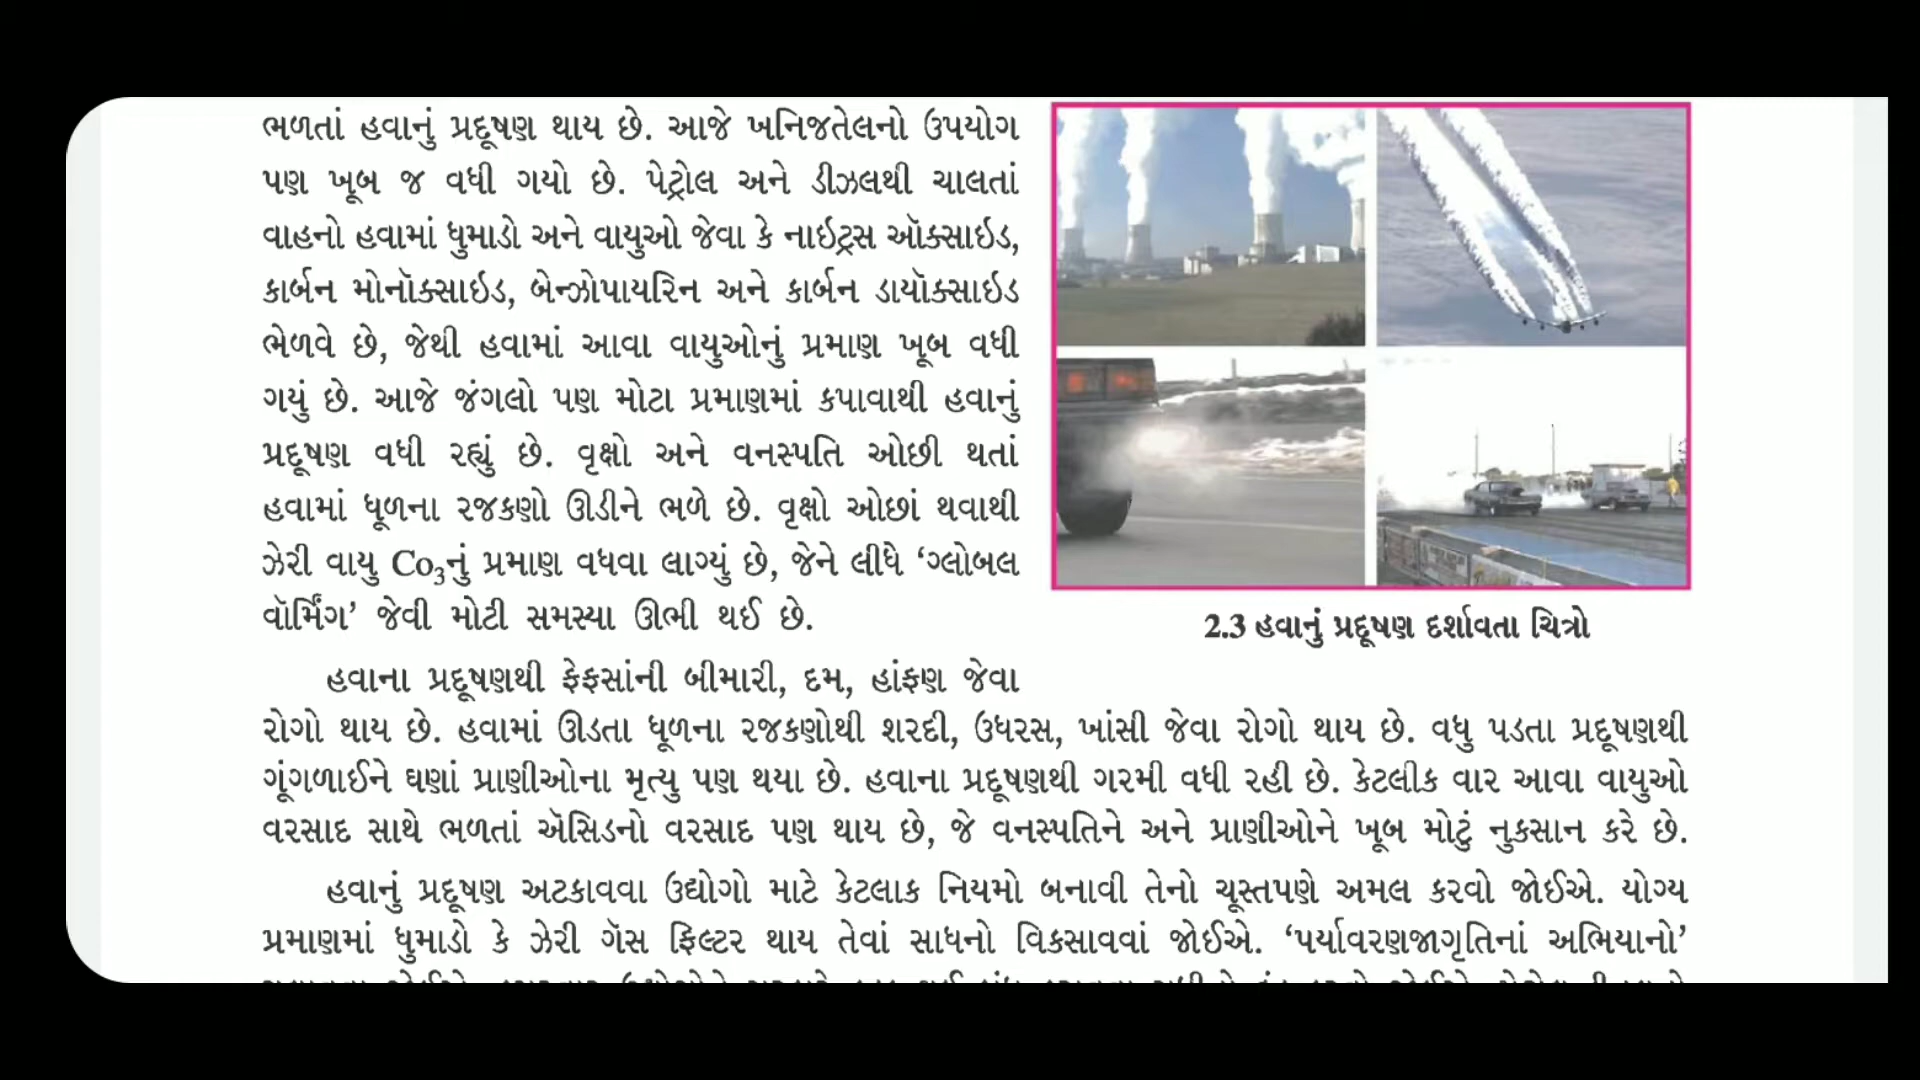 ભળતાં હવાનું પ્રદૂષણ થાય છે. આજે ખનિજતેલનો ઉપયોગ
પણ ખૂબ જ વધી ગયો છે. પેટ્રોલ અને ડીઝલથી ચાલતાં
વાહનો હવામાં ધુમાડો અને વાયુઓ જેવા કે નાઇટ્રસ ઑક્સાઇડ,
કાર્બન મોનૉક્સાઇડ, બેન્ઝોપાયરિન અને કાર્બન ડાયૉક્સાઇડ
ભેળવે છે, જેથી હવામાં આવા વાયુઓનું પ્રમાણ ખૂબ વધી
ગયું છે. આજે જંગલો પણ મોટા પ્રમાણમાં કપાવાથી હવાનું
પ્રદૂષણ વધી રહ્યું છે. વૃક્ષો અને વનસ્પતિ ઓછી થતાં
હવામાં ધૂળના રજકણો ઊડીને ભળે છે. વૃક્ષો ઓછાં થવાથી
ઝેરી વાયુ Co₃નું પ્રમાણ વધવા લાગ્યું છે, જેને લીધે ‘ગ્લોબલ
વૉર્મિંગ’ જેવી મોટી સમસ્યા ઊભી થઈ છે.
2.3 હવાનું પ્રદૂષણ દર્શાવતા ચિત્રો
હવાના પ્રદૂષણથી ફેફસાંની બીમારી, દમ, હાંફણ જેવા
રોગો થાય છે. હવામાં ઊડતા ધૂળના રજકણોથી શરદી, ઉધરસ, ખાંસી જેવા રોગો થાય છે. વધુ પડતા પ્રદૂષણથી
ગૂંગળાઈને ઘણાં પ્રાણીઓના મૃત્યુ પણ થયા છે. હવાના પ્રદૂષણથી ગરમી વધી રહી છે. કેટલીક વાર આવા વાયુઓ
વરસાદ સાથે ભળતાં ઍસિડનો વરસાદ પણ થાય છે, જે વનસ્પતિને અને પ્રાણીઓને ખૂબ મોટું નુકસાન કરે છે.
હવાનું પ્રદૂષણ અટકાવવા ઉદ્યોગો માટે કેટલાક નિયમો બનાવી તેનો ચૂસ્તપણે અમલ કરવો જોઈએ. યોગ્ય
પ્રમાણમાં ધુમાડો કે ઝેરી ગૅસ ફિલ્ટર થાય તેવાં સાધનો વિકસાવવાં જોઈએ. ‘પર્યાવરણજાગૃતિનાં અભિયાનો’